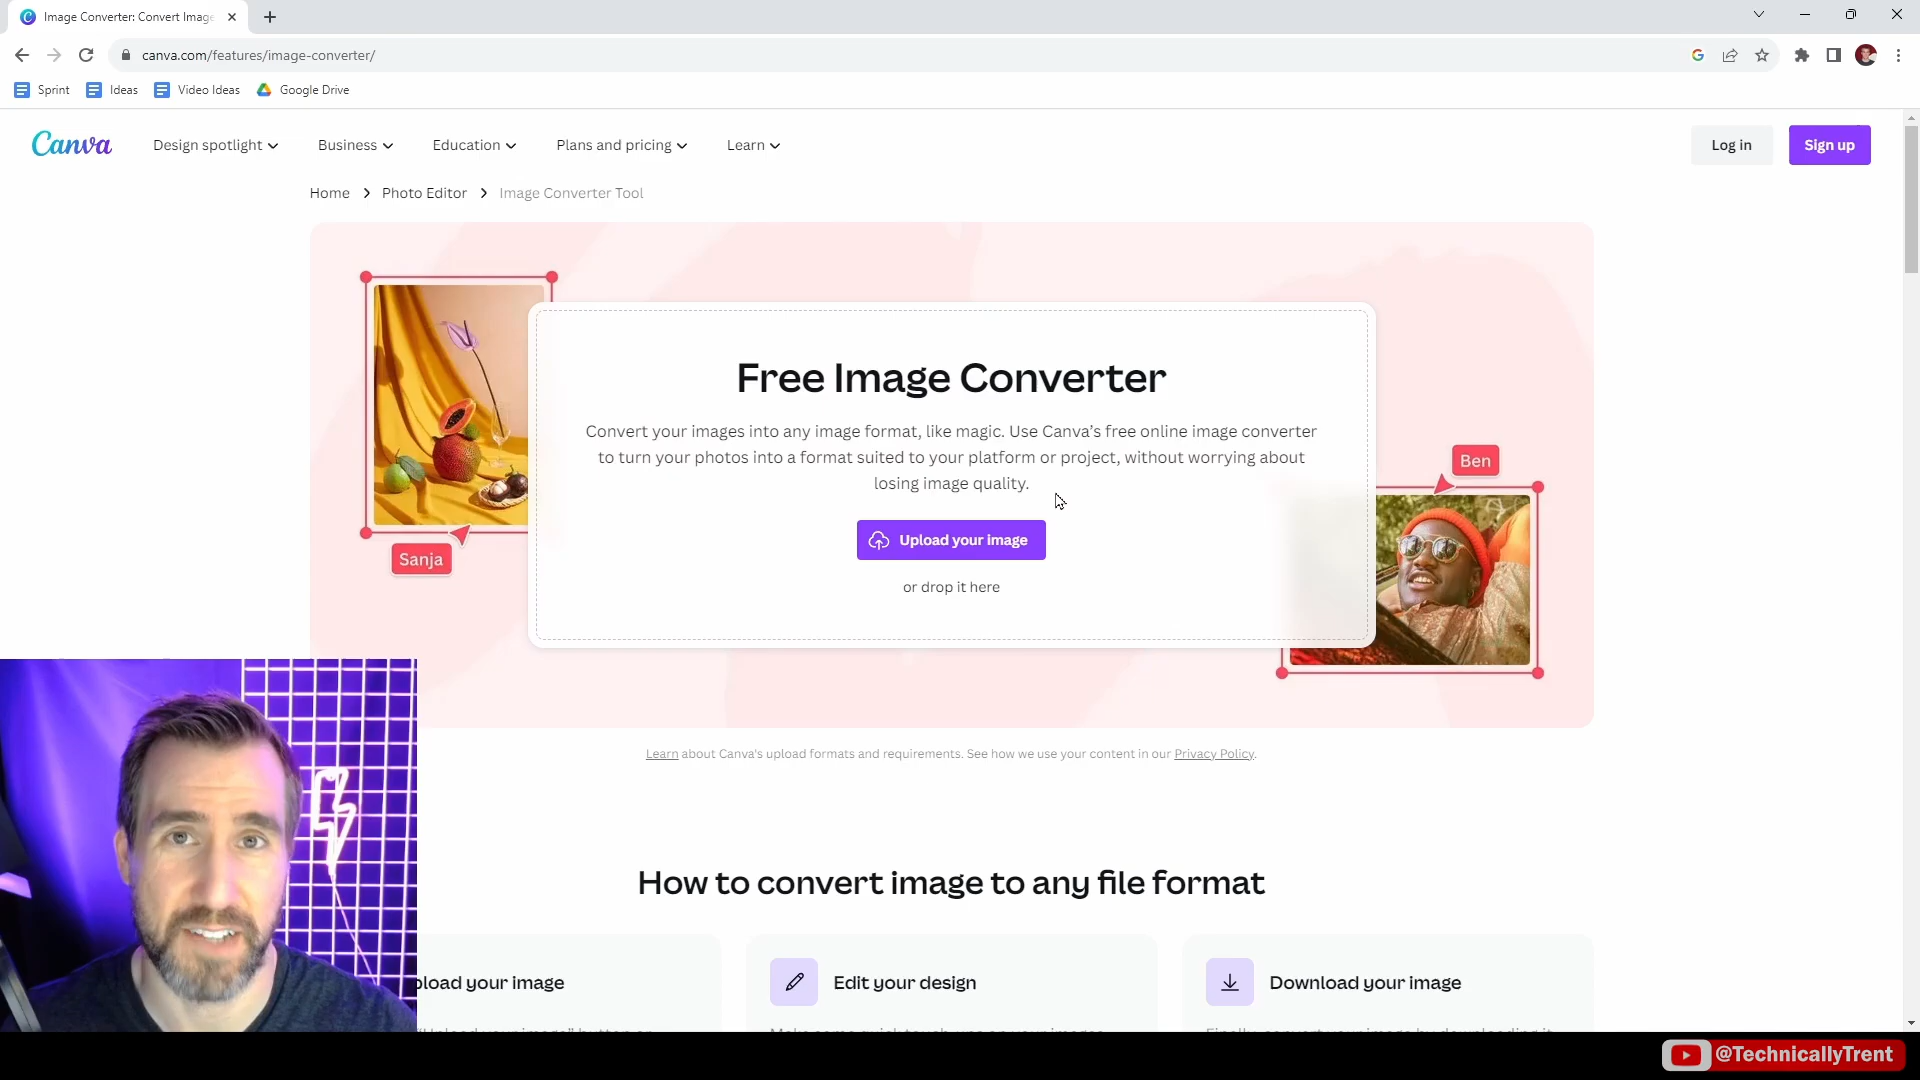 Image Converter: Convert Image
canva.com/features/image-converter/
Sprint
Ideas
Video Ideas
Google Drive
Canva
Design spotlight
Business
Education
Plans and pricing
Learn
Log in
Sign up
Home
Photo Editor
Image Converter Tool
Free Image Converter
Convert your images into any image format, like magic. Use Canva's free online image converter
to turn your photos into a format suited to your platform or project, without worrying about
losing image quality.
Ben
Upload your image
Sanja
or drop it here
Learn about Canva's upload formats and requirements. See how we use your content in our Privacy Policy.
How to convert image to any file format
pload your image
Edit your design
Download your image
@TechnicallyTrent